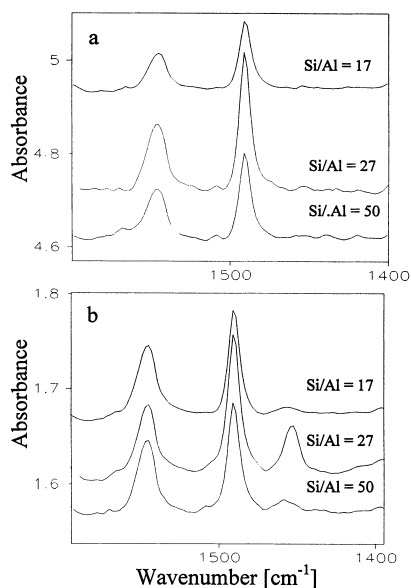 a
5
Si/Al = 17
Absorbance
4.8
Si/Al = 27
Si/.Al = 50
4.6
1500
1400
1.8
b
Absorbance
1.7
Si/Al = 17
Si/Al = 27
1.6
Si/Al = 50
1500
1400
Wavenumber [cm⁻¹]